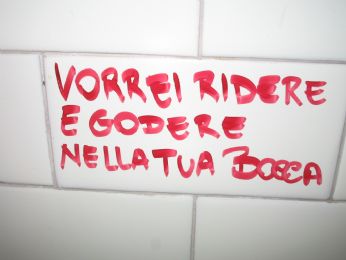 VORREI RIDERE
E GODERE
NELLA TUA BOCCA